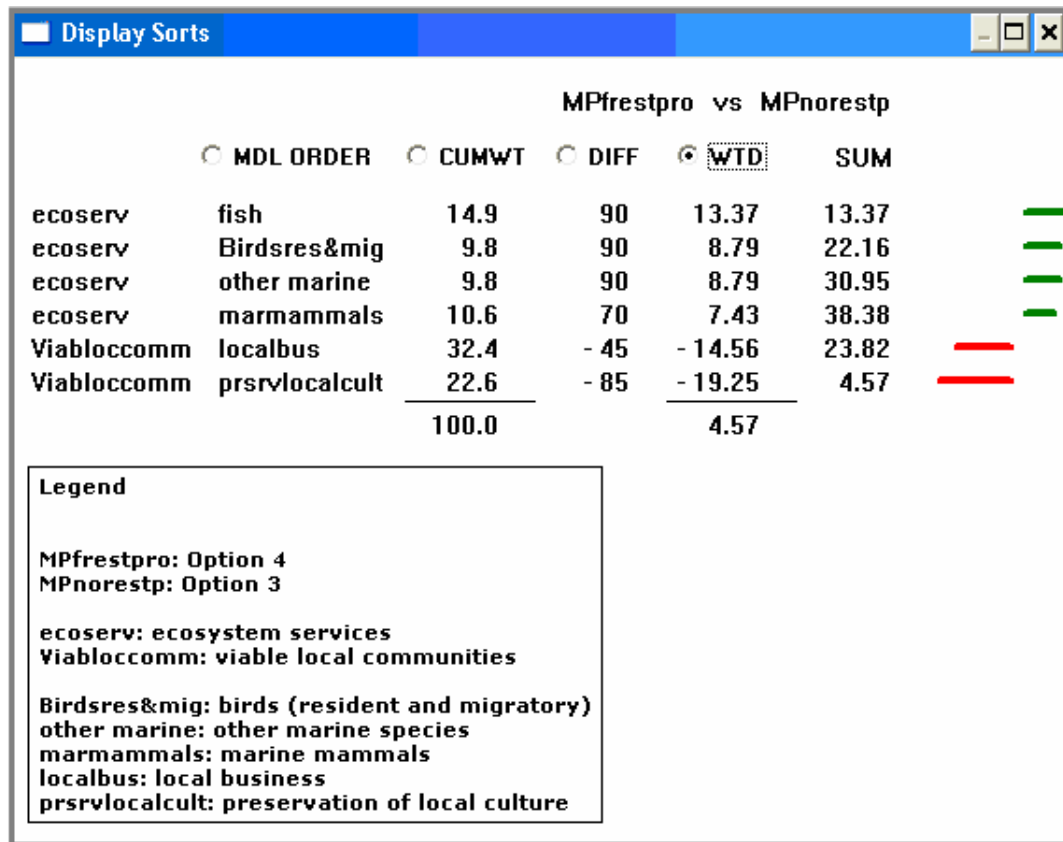 Display Sorts
MPfrestpro vs MPnorestp
MDL ORDER CUMWT DIFF WTD SUM
ecoserv fish 14.9 90 13.37 13.37
ecoserv Birdsres&mig 9.8 90 8.79 22.16
ecoserv other marine 9.8 90 8.79 30.95
ecoserv marmammals 10.6 70 7.43 38.38
Viabloccomm localbus 32.4 - 45 - 14.56 23.82
Viabloccomm prsrvlocalcult 22.6 - 85 - 19.25 4.57
100.0 4.57
Legend
MPfrestpro: Option 4
MPnorestp: Option 3
ecoserv: ecosystem services
Viabloccomm: viable local communities
Birdsres&mig: birds (resident and migratory)
other marine: other marine species
marmammals: marine mammals
localbus: local business
prsrvlocalcult: preservation of local culture